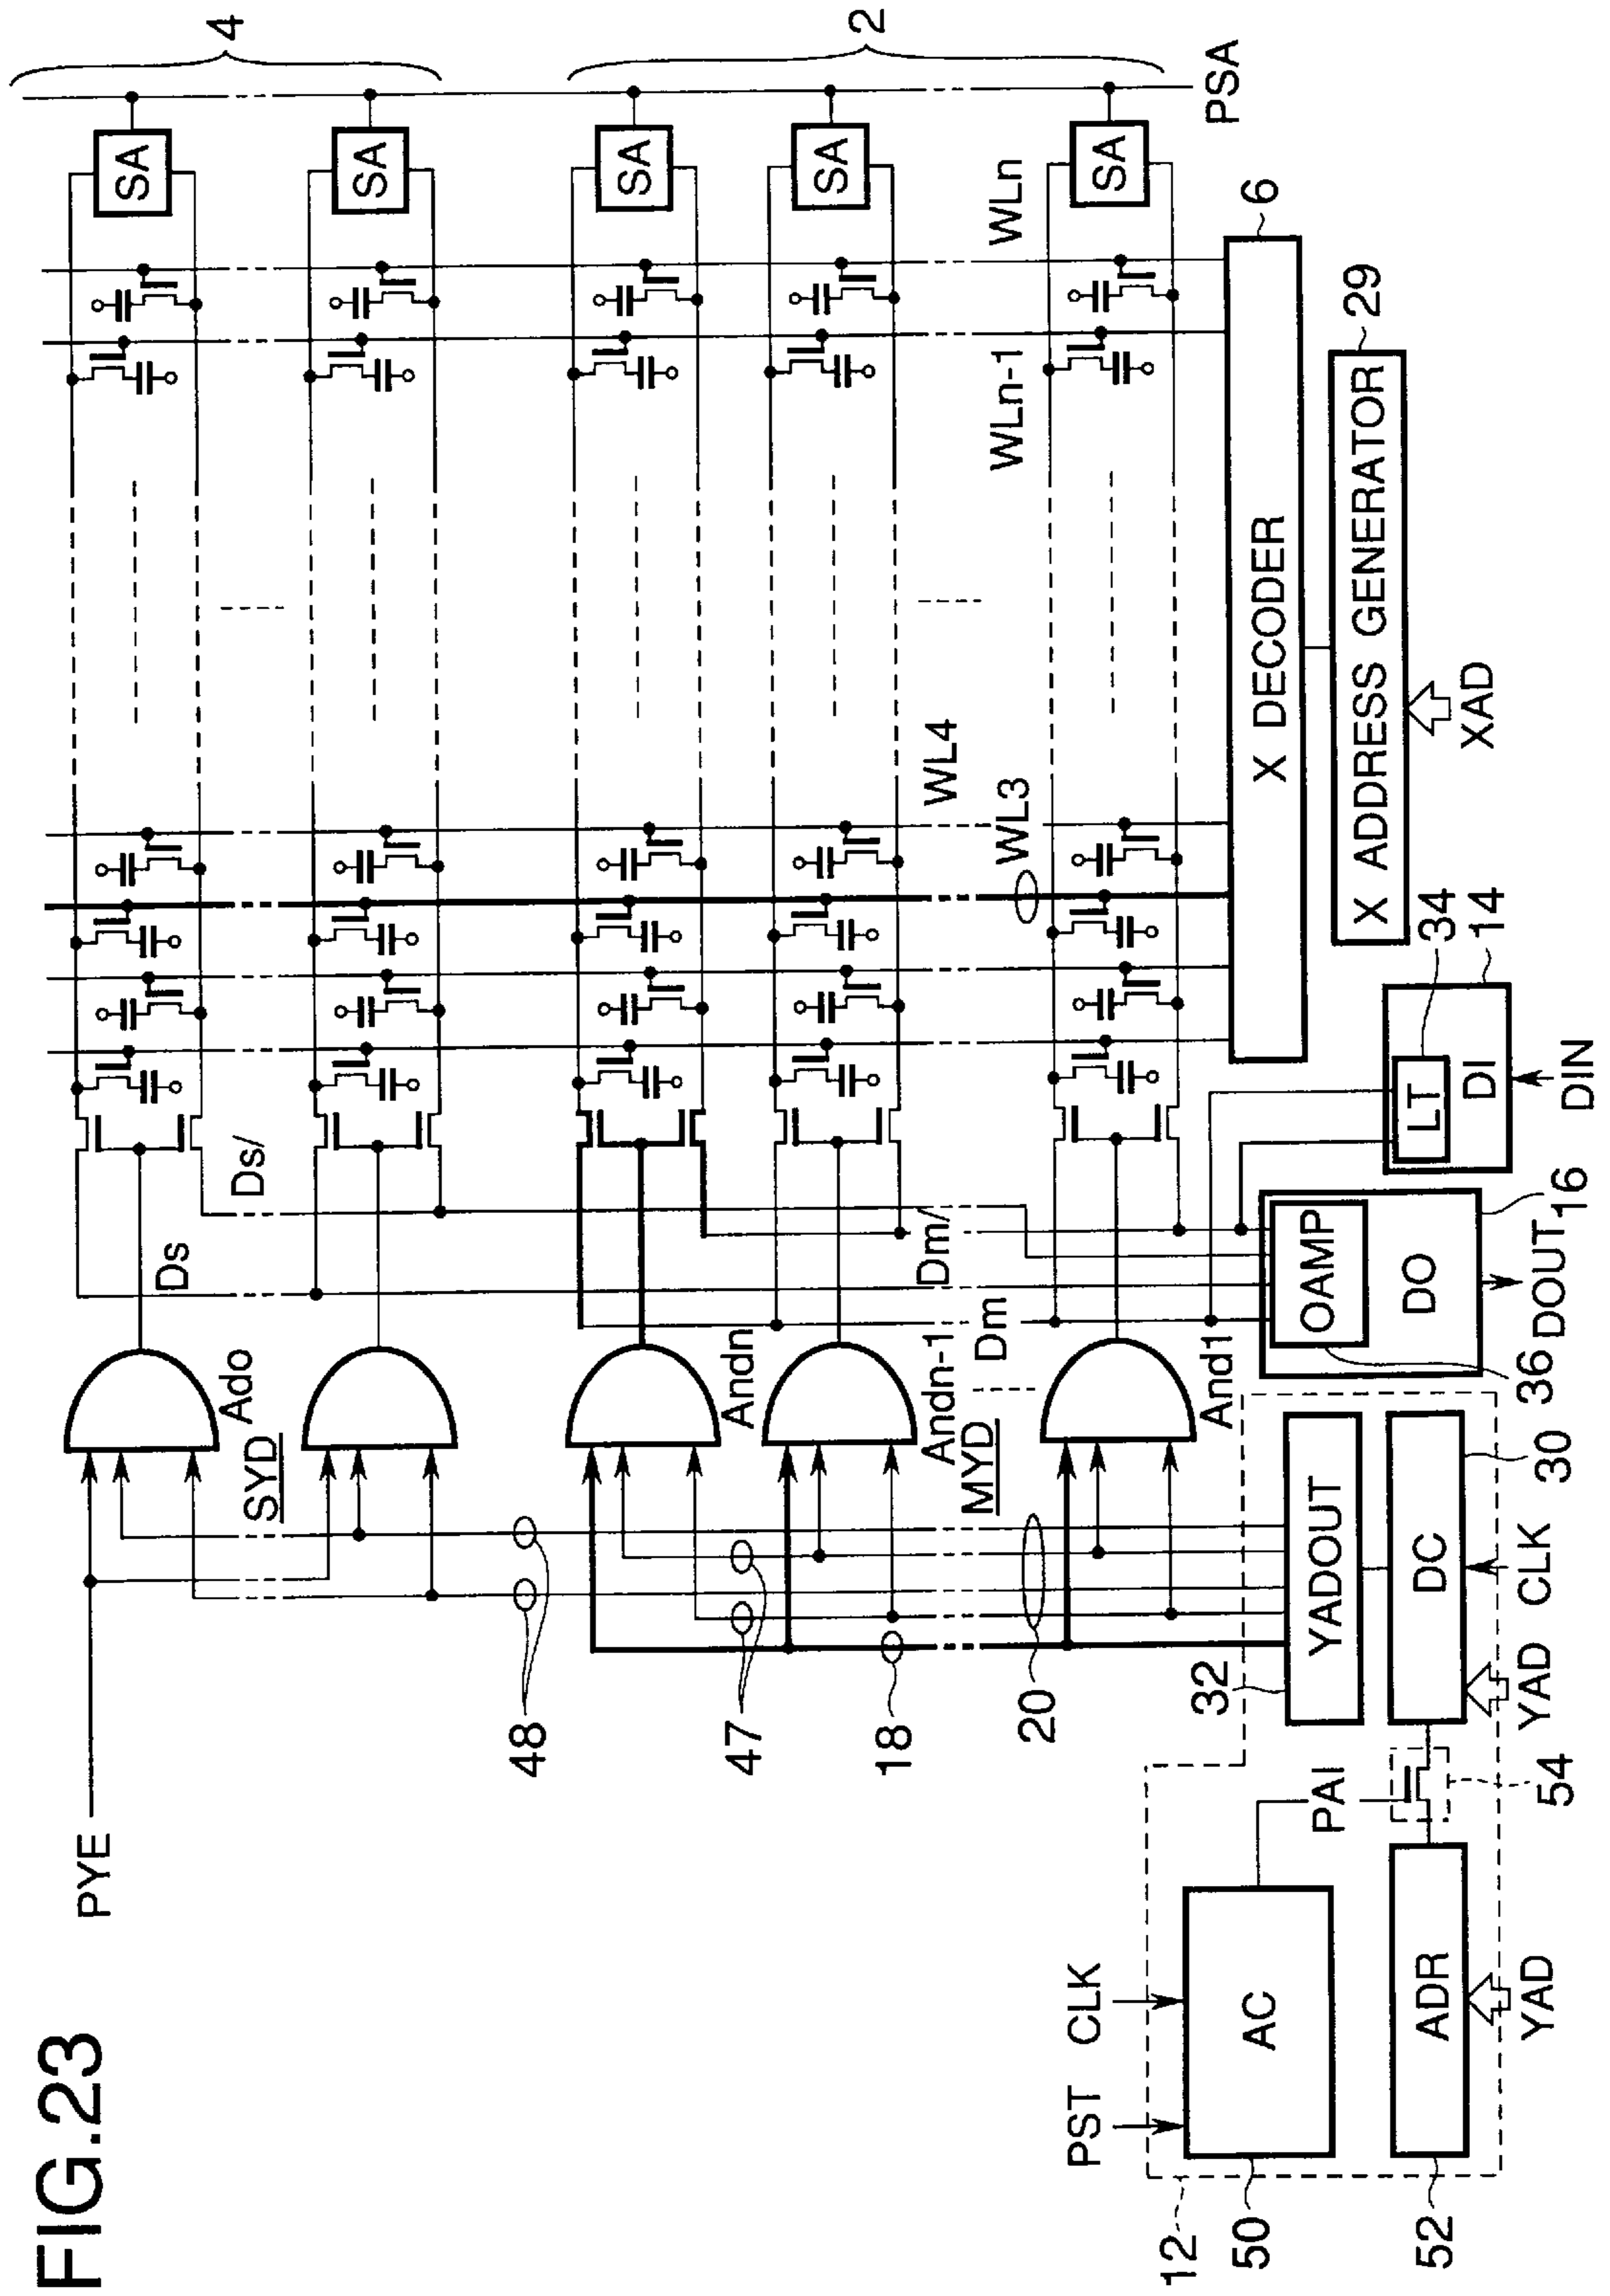 FIG.23
PYE
48
47
18
20
SYD
MYD
Ado
Andn
Andn-1
And1
Ds
Ds/
Dm
Dm/
WL3
WL4
WLn-1
WLn
SA
SA
SA
SA
SA
4
2
PSA
X DECODER
6
X ADDRESS GENERATOR
29
XAD
PST
CLK
AC
50
12
ADR
52
YAD
PAI
54
YADOUT
32
DC
30
YAD
CLK
OAMP
36
DO
16
DOUT
LT
34
DI
14
DIN